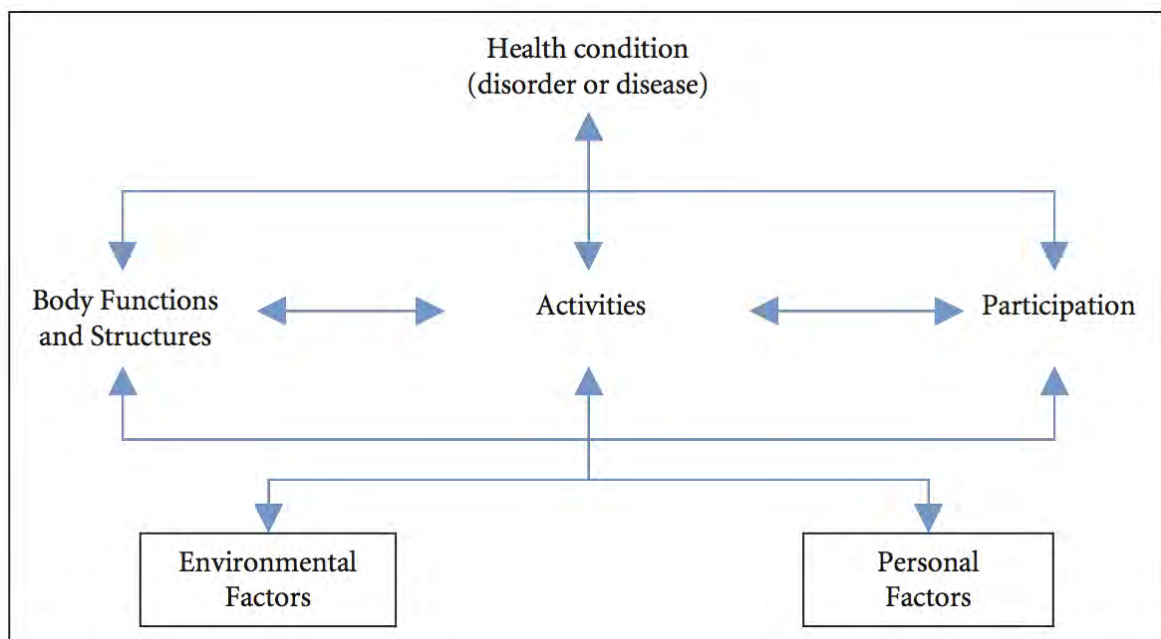 Health condition
(disorder or disease)
Body Functions
and Structures
Activities
Participation
Environmental
Factors
Personal
Factors